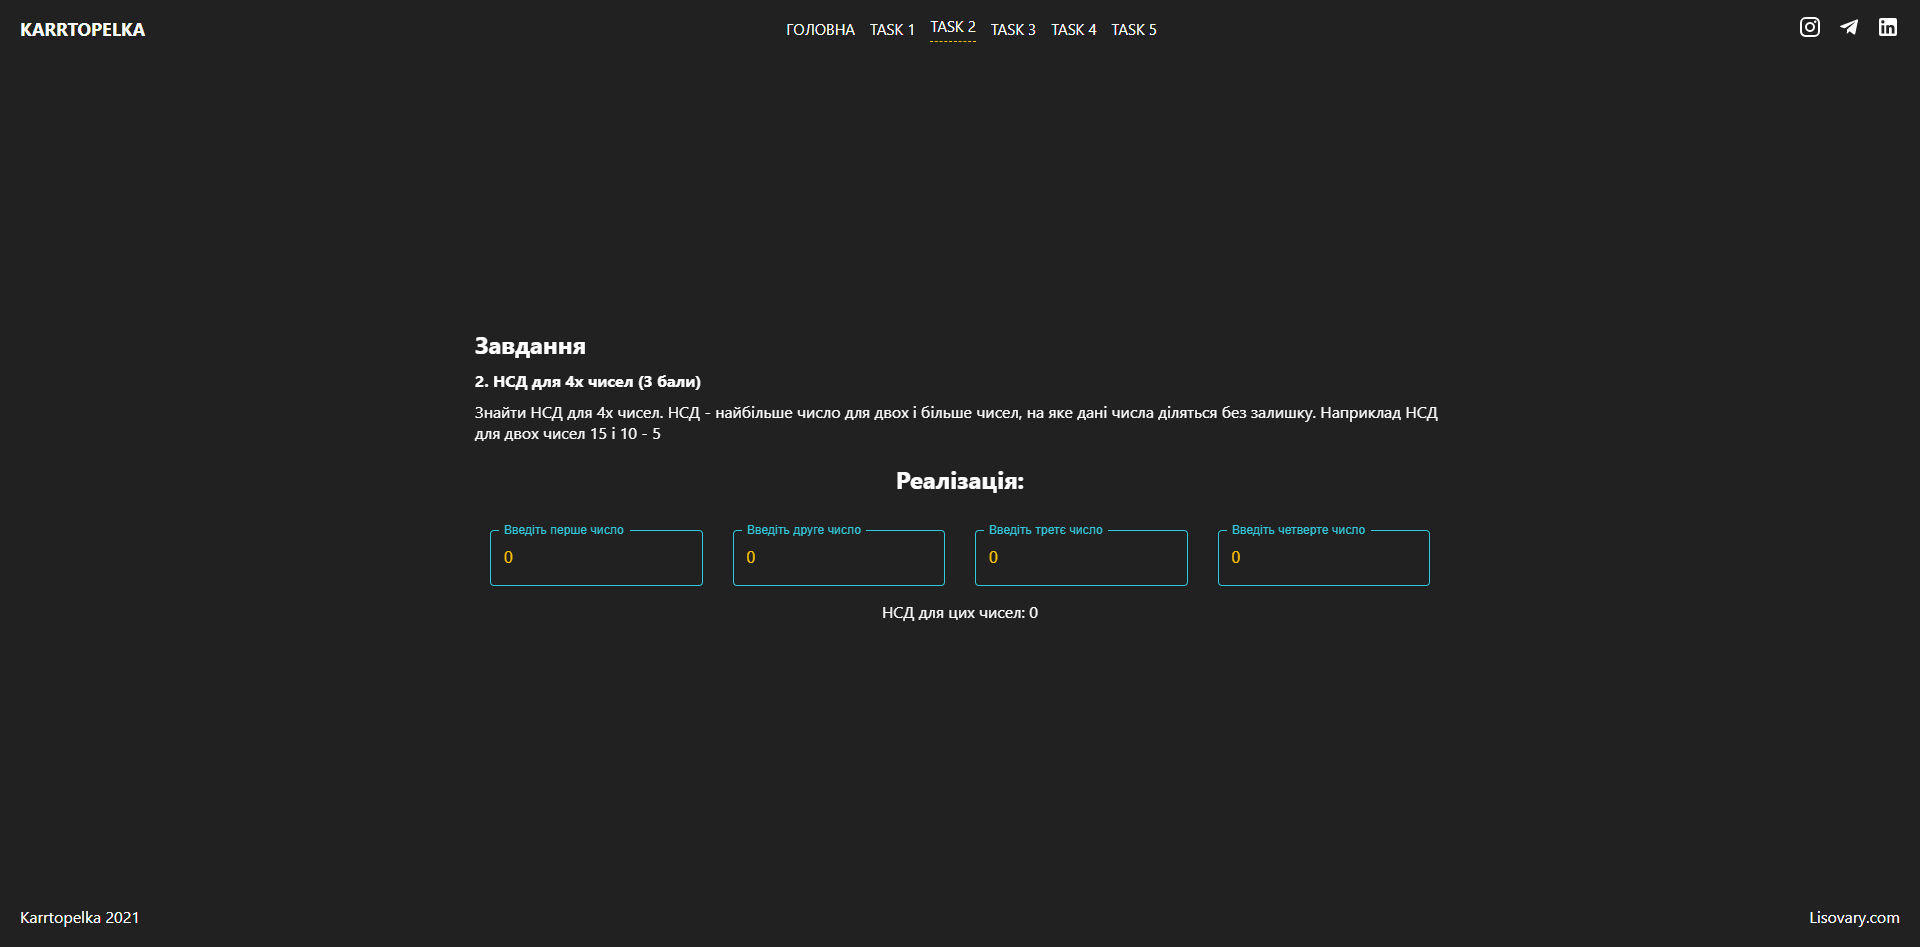 KARRTOPELKA
ГОЛОВНА TASK 1 TASK 2 TASK 3 TASK 4 TASK 5
Завдання
2. НСД для 4х чисел (3 бали)
Знайти НСД для 4х чисел. НСД - найбільше число для двох і більше чисел, на яке дані числа діляться без залишку. Наприклад НСД
для двох чисел 15 і 10 - 5
Реалізація:
Введіть перше число
0
Введіть друге число
0
Введіть третє число
0
Введіть четверте число
0
НСД для цих чисел: 0
Karrtopelka 2021
Lisovary.com